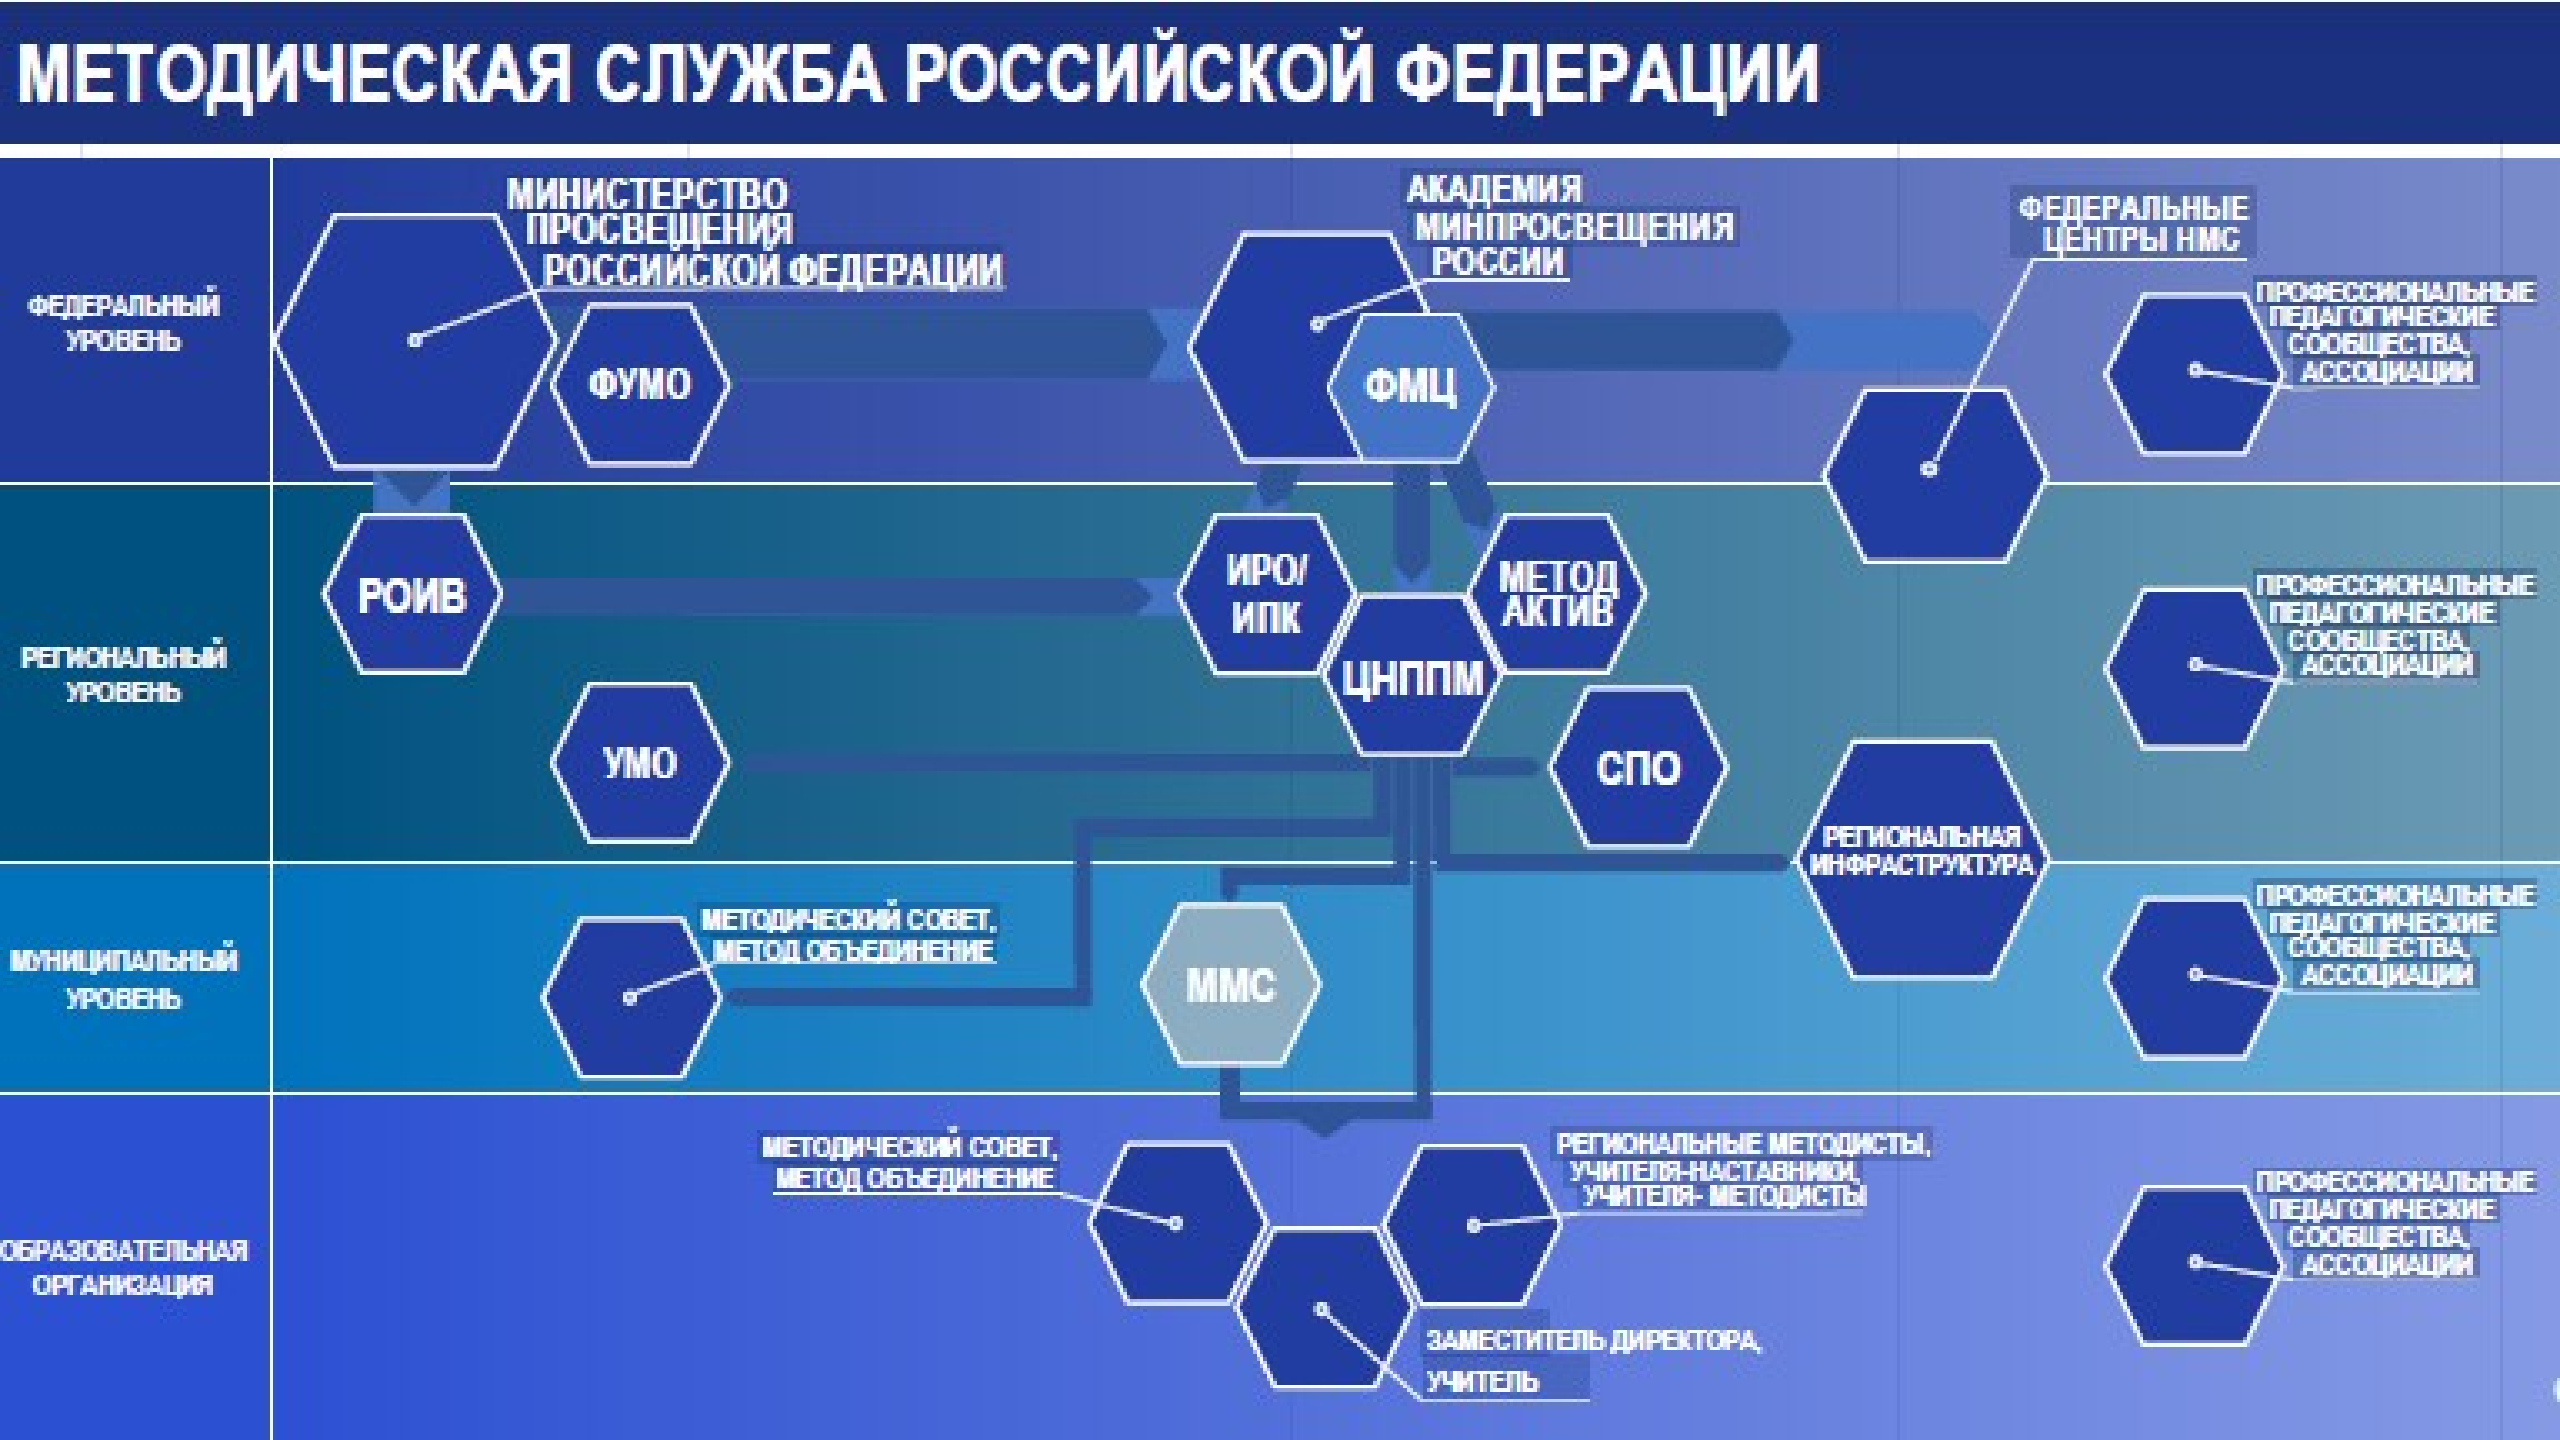 МЕТОДИЧЕСКАЯ СЛУЖБА РОССИЙСКОЙ ФЕДЕРАЦИИ
ФЕДЕРАЛЬНЫЙ
УРОВЕНЬ
МИНИСТЕРСТВО
ПРОСВЕЩЕНИЯ
РОССИЙСКОЙ ФЕДЕРАЦИИ
ФУМО
АКАДЕМИЯ
МИНПРОСВЕЩЕНИЯ
РОССИИ
ФМЦ
ФЕДЕРАЛЬНЫЕ
ЦЕНТРЫ НМС
ПРОФЕССИОНАЛЬНЫЕ
ПЕДАГОГИЧЕСКИЕ
СООБЩЕСТВА,
АССОЦИАЦИИ
РЕГИОНАЛЬНЫЙ
УРОВЕНЬ
РОИВ
ИРО/
ИПК
МЕТОД
АКТИВ
ЦНППМ
УМО
СПО
РЕГИОНАЛЬНАЯ
ИНФРАСТРУКТУРА
ПРОФЕССИОНАЛЬНЫЕ
ПЕДАГОГИЧЕСКИЕ
СООБЩЕСТВА,
АССОЦИАЦИИ
МУНИЦИПАЛЬНЫЙ
УРОВЕНЬ
МЕТОДИЧЕСКИЙ СОВЕТ,
МЕТОД ОБЪЕДИНЕНИЕ
ММС
ПРОФЕССИОНАЛЬНЫЕ
ПЕДАГОГИЧЕСКИЕ
СООБЩЕСТВА,
АССОЦИАЦИИ
ОБРАЗОВАТЕЛЬНАЯ
ОРГАНИЗАЦИЯ
МЕТОДИЧЕСКИЙ СОВЕТ,
МЕТОД ОБЪЕДИНЕНИЕ
РЕГИОНАЛЬНЫЕ МЕТОДИСТЫ,
УЧИТЕЛЯ-НАСТАВНИКИ,
УЧИТЕЛЯ- МЕТОДИСТЫ
ЗАМЕСТИТЕЛЬ ДИРЕКТОРА,
УЧИТЕЛЬ
ПРОФЕССИОНАЛЬНЫЕ
ПЕДАГОГИЧЕСКИЕ
СООБЩЕСТВА,
АССОЦИАЦИИ